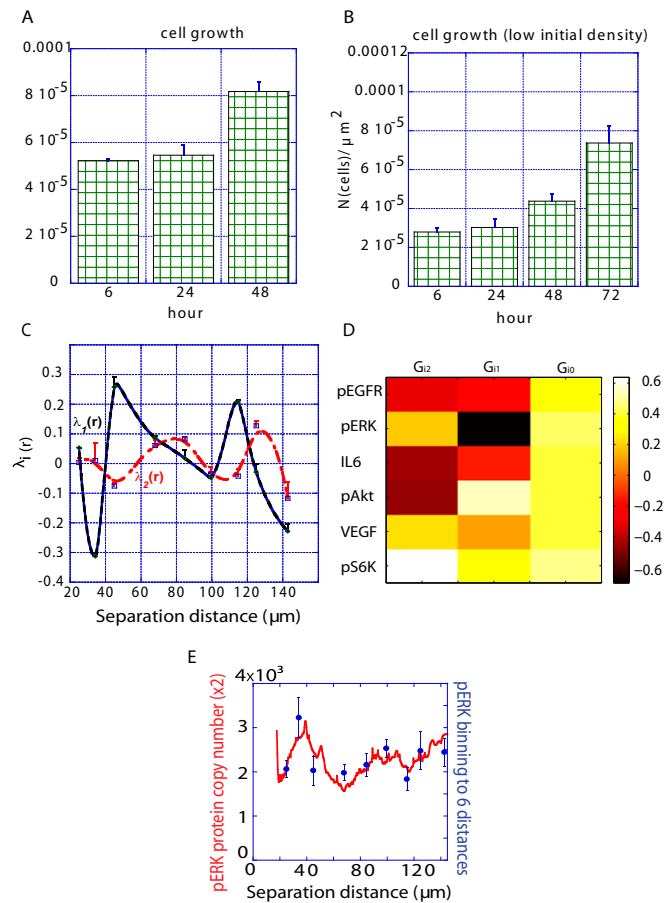 A
cell growth
0.0001
8 10-5
6 10-5
4 10-5
2 10-5
0
6
24
48
hour
B
cell growth (low initial density)
0.00012
0.0001
8 10-5
6 10-5
4 10-5
2 10-5
0
N(cells)/ µm2
6
24
48
72
hour
C
0.3
0.2
0.1
0
-0.1
-0.2
-0.3
-0.4
λi (r)
λ1(r)
λ2(r)
20
40
60
80
100
120
140
Separation distance (µm)
D
Gi2
Gi1
Gi0
pEGFR
pERK
IL6
pAkt
VEGF
pS6K
0.6
0.4
0.2
0
−0.2
−0.4
−0.6
E
4×10³
3
2
1
0
pERK protein copy number (x2)
pERK binning to 6 distances
0
40
80
120
Separation distance (µm)